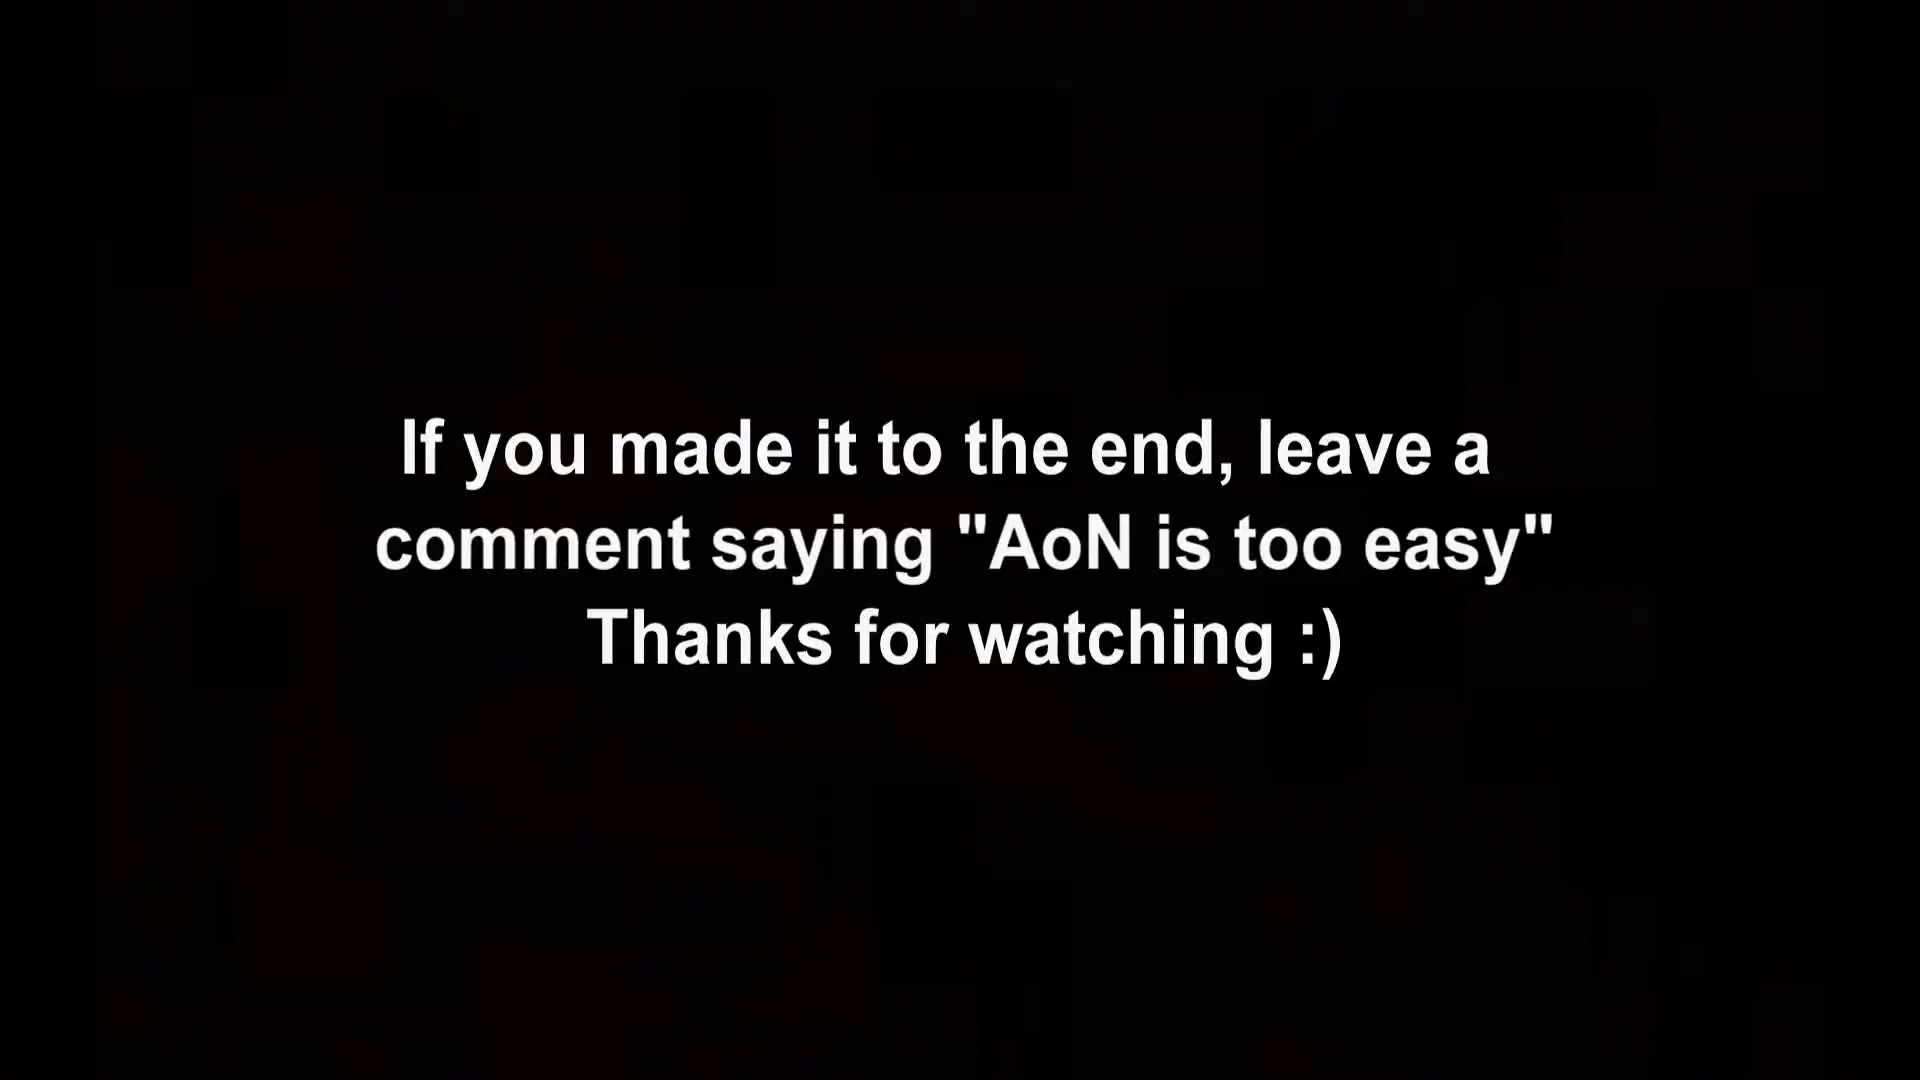 If you made it to the end, leave a
comment saying "AoN is too easy"
Thanks for watching :)